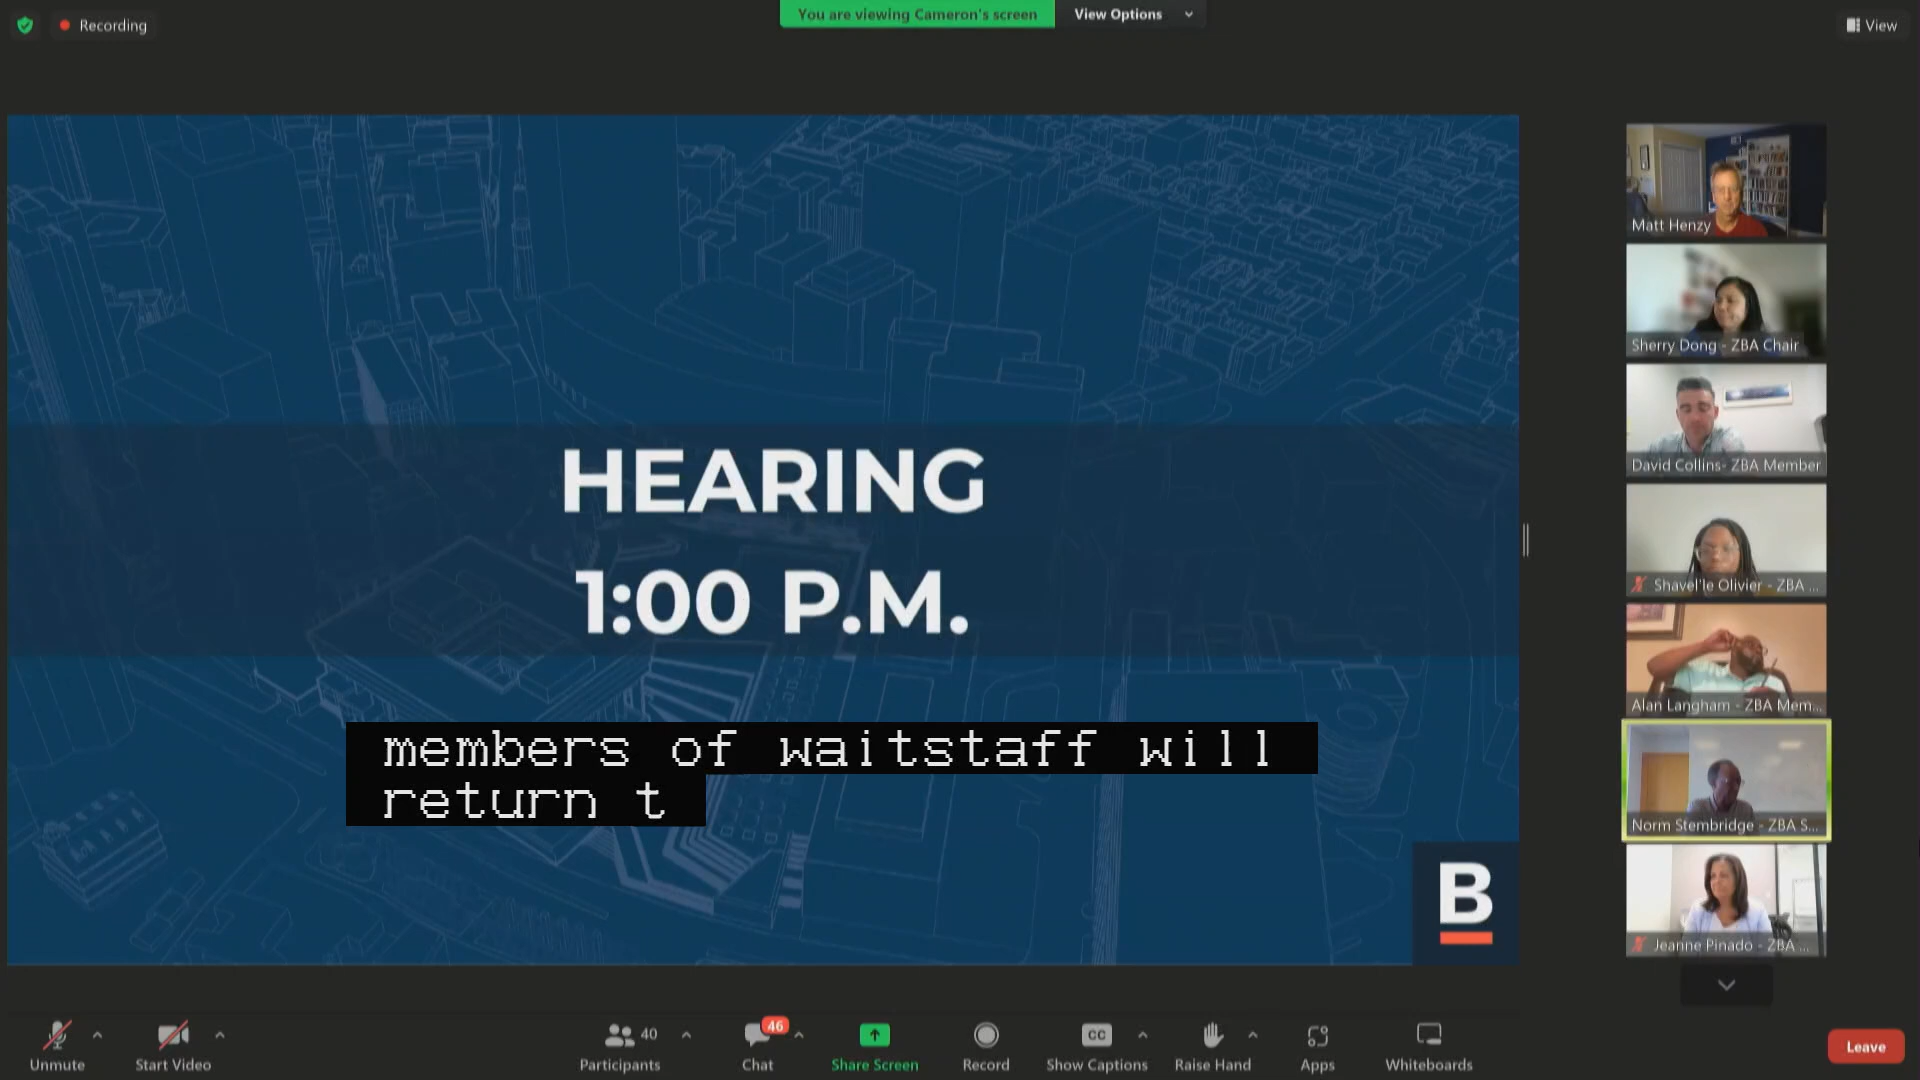 Recording
You are viewing Cameron's screen
View Options
View
HEARING
1:00 P.M.
members of waitstaff will
return t
B
Matt Henzy
Sherry Dong - ZBA Chair
David Collins- ZBA Member
Shavel'le Olivier - ZBA ...
Alan Langham - ZBA Mem...
Norm Stembridge - ZBA S...
Jeanne Pinado - ZBA ...
Unmute
Start Video
40
Participants
46
Chat
Share Screen
Record
CC
Show Captions
Raise Hand
Apps
Whiteboards
Leave